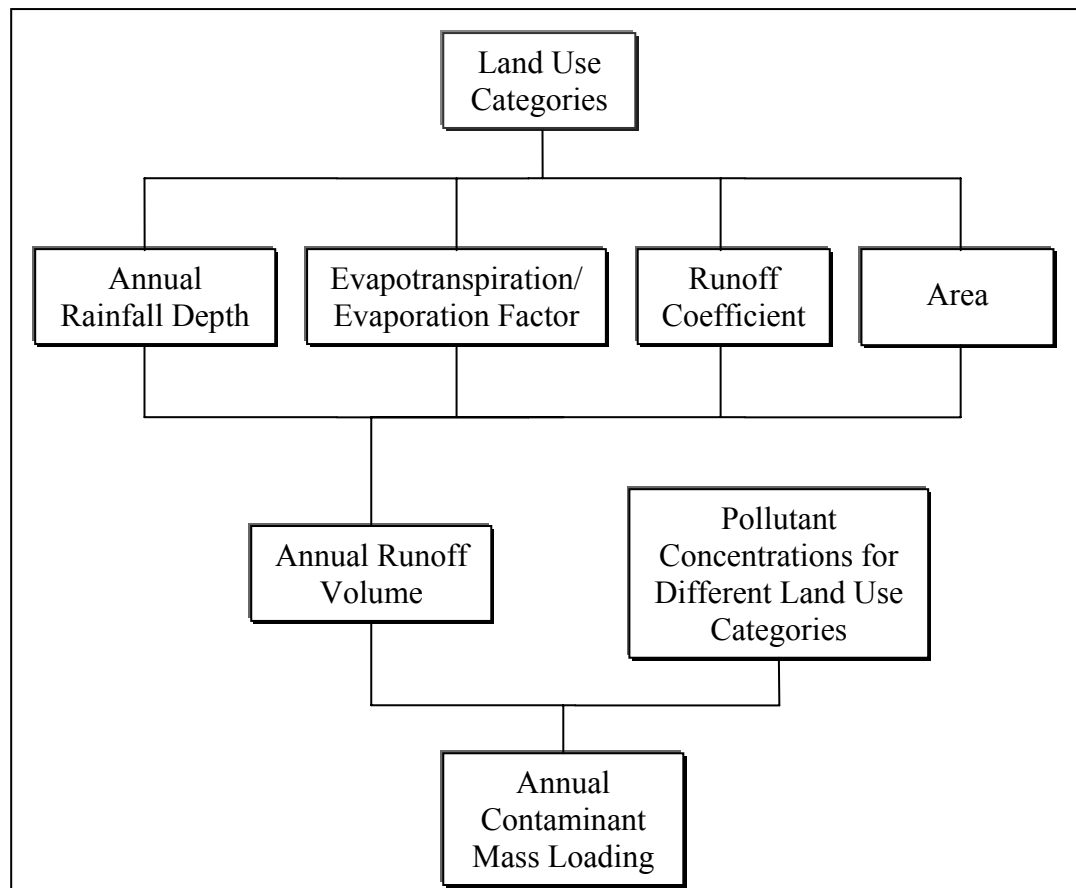 Land Use
Categories
Annual
Rainfall Depth
Evapotranspiration/
Evaporation Factor
Runoff
Coefficient
Area
Annual Runoff
Volume
Pollutant
Concentrations for
Different Land Use
Categories
Annual
Contaminant
Mass Loading